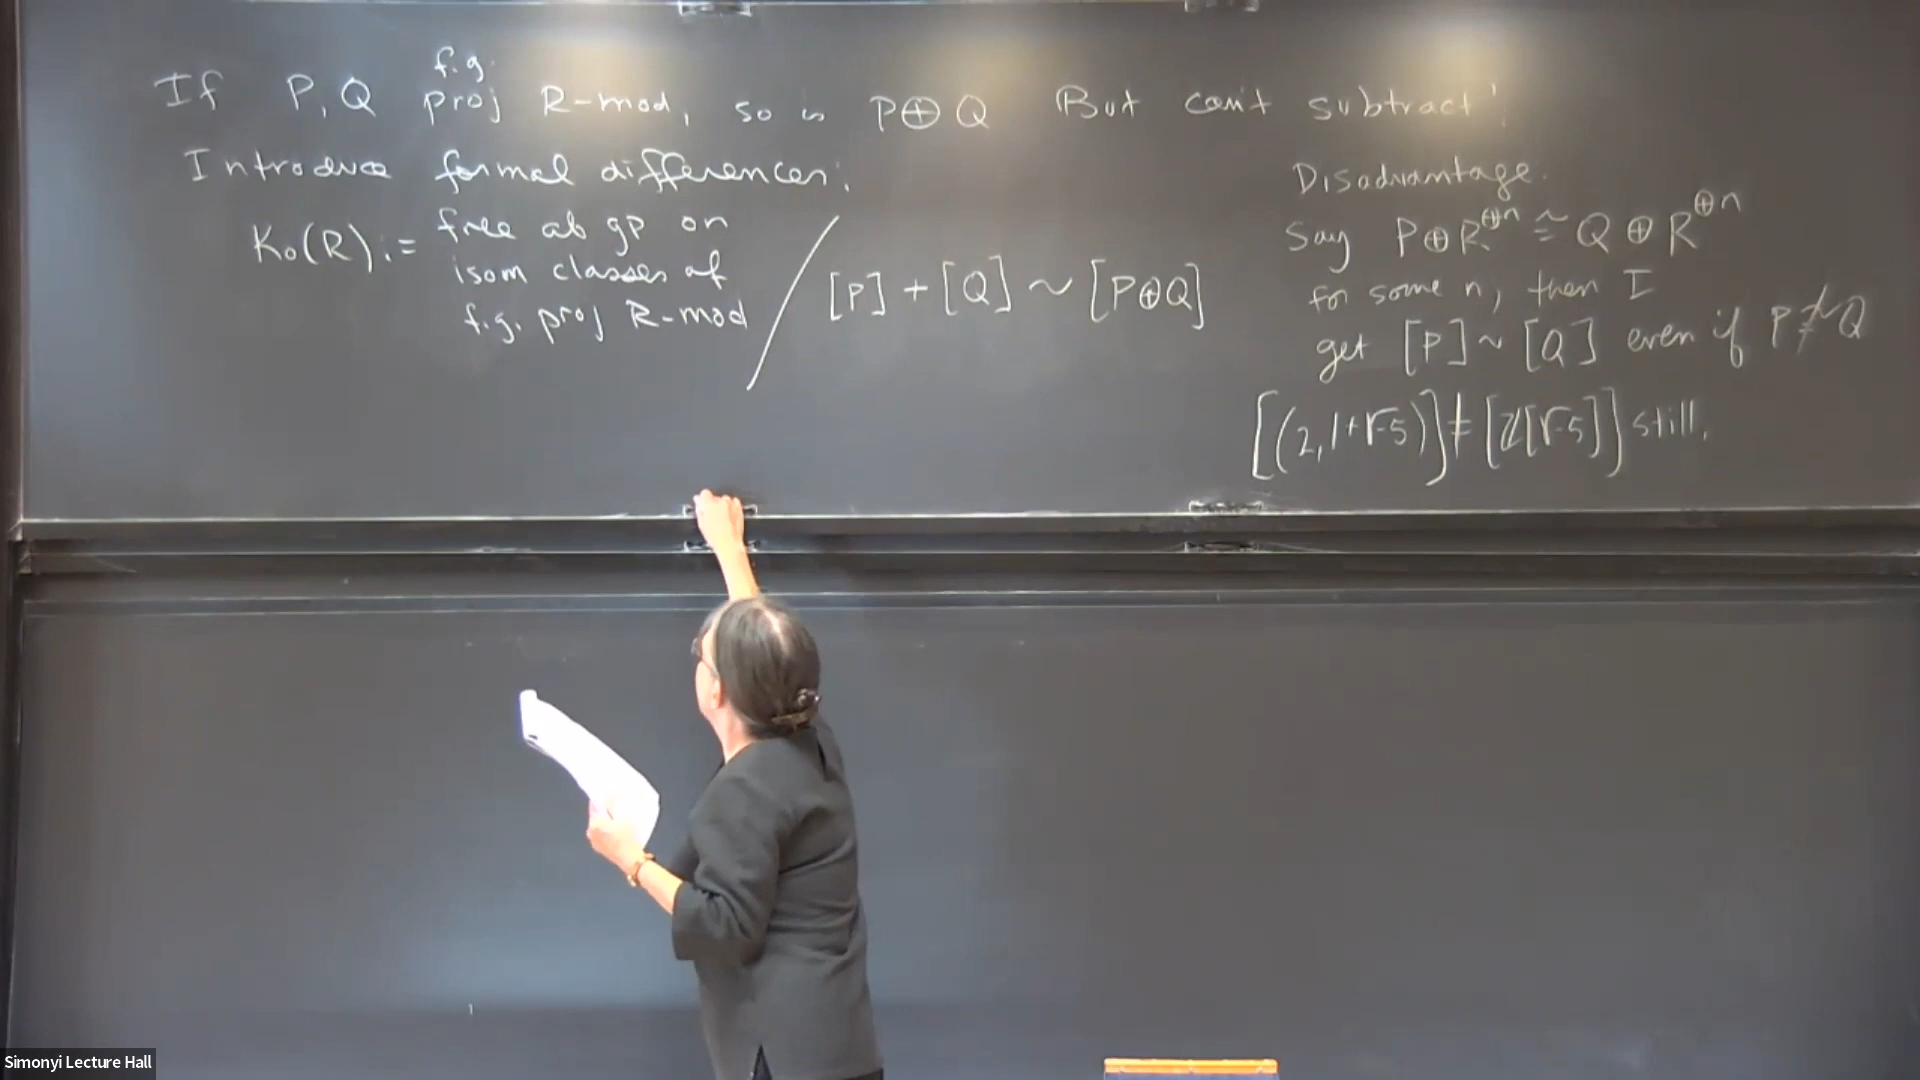 If P, Q f.g. proj R-mod, so is P⊕Q But can't subtract!
Introduce formal differences:
K₀(R) := free ab gp on
isom classes of
f.g. proj R-mod / [P] + [Q] ~ [P⊕Q]
Disadvantage.
Say P⊕R^⊕n ≅ Q⊕R^⊕n
for some n, then I
get [P] ~ [Q] even if P≇Q
[(2, 1+√-5)] ≠ [ℤ[√-5]] still.
Simonyi Lecture Hall